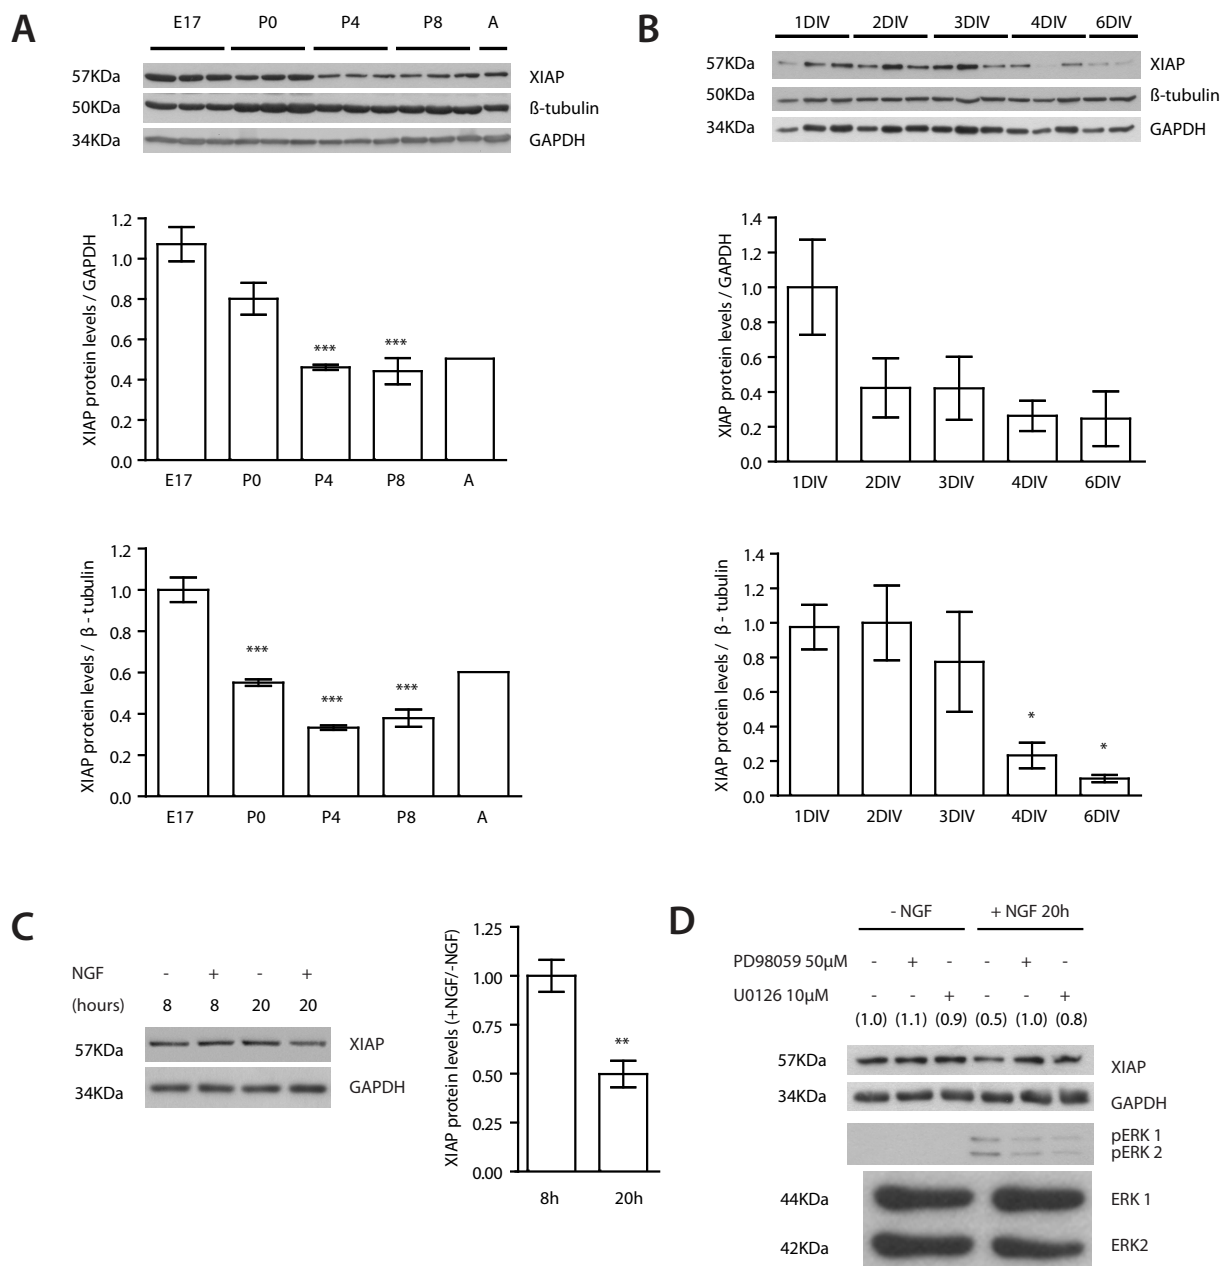 A
E17 P0 P4 P8 A
57KDa XIAP
50KDa ß-tubulin
34KDa GAPDH
XIAP protein levels / GAPDH
1.2
1.0
0.8
0.6
0.4
0.2
0.0
*** ***
E17 P0 P4 P8 A
XIAP protein levels / β - tubulin
1.2
1.0
0.8
0.6
0.4
0.2
0.0
*** *** ***
E17 P0 P4 P8 A
B
1DIV 2DIV 3DIV 4DIV 6DIV
57KDa XIAP
50KDa ß-tubulin
34KDa GAPDH
XIAP protein levels / GAPDH
1.4
1.2
1.0
0.8
0.6
0.4
0.2
0.0
1DIV 2DIV 3DIV 4DIV 6DIV
XIAP protein levels / β - tubulin
1.4
1.2
1.0
0.8
0.6
0.4
0.2
0.0
* *
1DIV 2DIV 3DIV 4DIV 6DIV
C
NGF - + - +
(hours) 8 8 20 20
57KDa XIAP
34KDa GAPDH
XIAP protein levels (+NGF/-NGF)
1.25
1.00
0.75
0.50
0.25
0.00
**
8h 20h
D
- NGF + NGF 20h
PD98059 50µM - + - - + -
U0126 10µM - - + - - +
(1.0) (1.1) (0.9) (0.5) (1.0) (0.8)
57KDa XIAP
34KDa GAPDH
pERK 1
pERK 2
44KDa ERK 1
42KDa ERK2